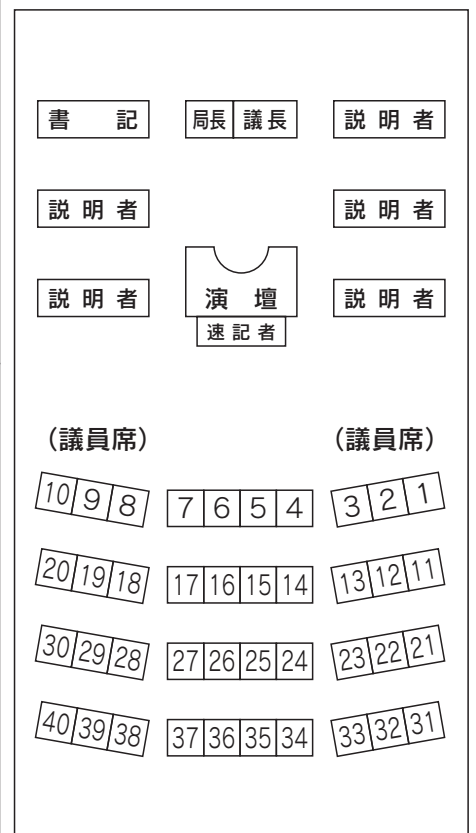 書記 局長 議長 説明者
説明者 説明者
説明者 演壇 説明者
速記者
(議員席) (議員席)
10 9 8 7 6 5 4 3 2 1
20 19 18 17 16 15 14 13 12 11
30 29 28 27 26 25 24 23 22 21
40 39 38 37 36 35 34 33 32 31